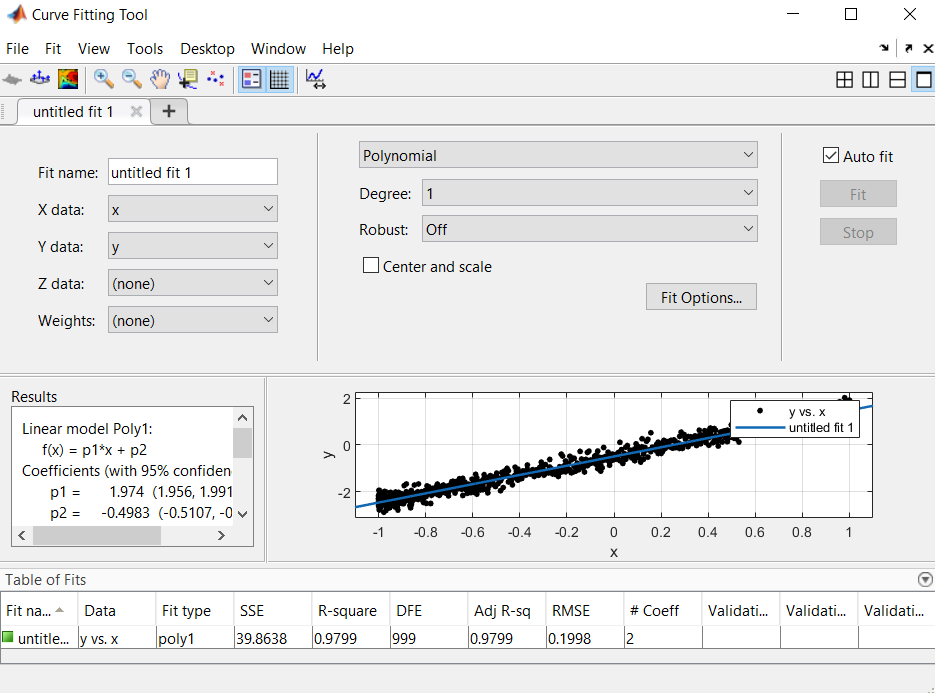 Curve Fitting Tool
File Fit View Tools Desktop Window Help
untitled fit 1
Fit name: untitled fit 1
X data: x
Y data: y
Z data: (none)
Weights: (none)
Polynomial
Degree: 1
Robust: Off
Center and scale
Fit Options...
Auto fit
Fit
Stop
Results
Linear model Poly1:
f(x) = p1*x + p2
Coefficients (with 95% confiden
p1 = 1.974 (1.956, 1.991
p2 = -0.4983 (-0.5107, -0
y vs. x
untitled fit 1
2
0
-2
y
-1 -0.8 -0.6 -0.4 -0.2 0 0.2 0.4 0.6 0.8 1
x
Table of Fits
Fit na... Data Fit type SSE R-square DFE Adj R-sq RMSE # Coeff Validati... Validati... Validati...
untitle... y vs. x poly1 39.8638 0.9799 999 0.9799 0.1998 2